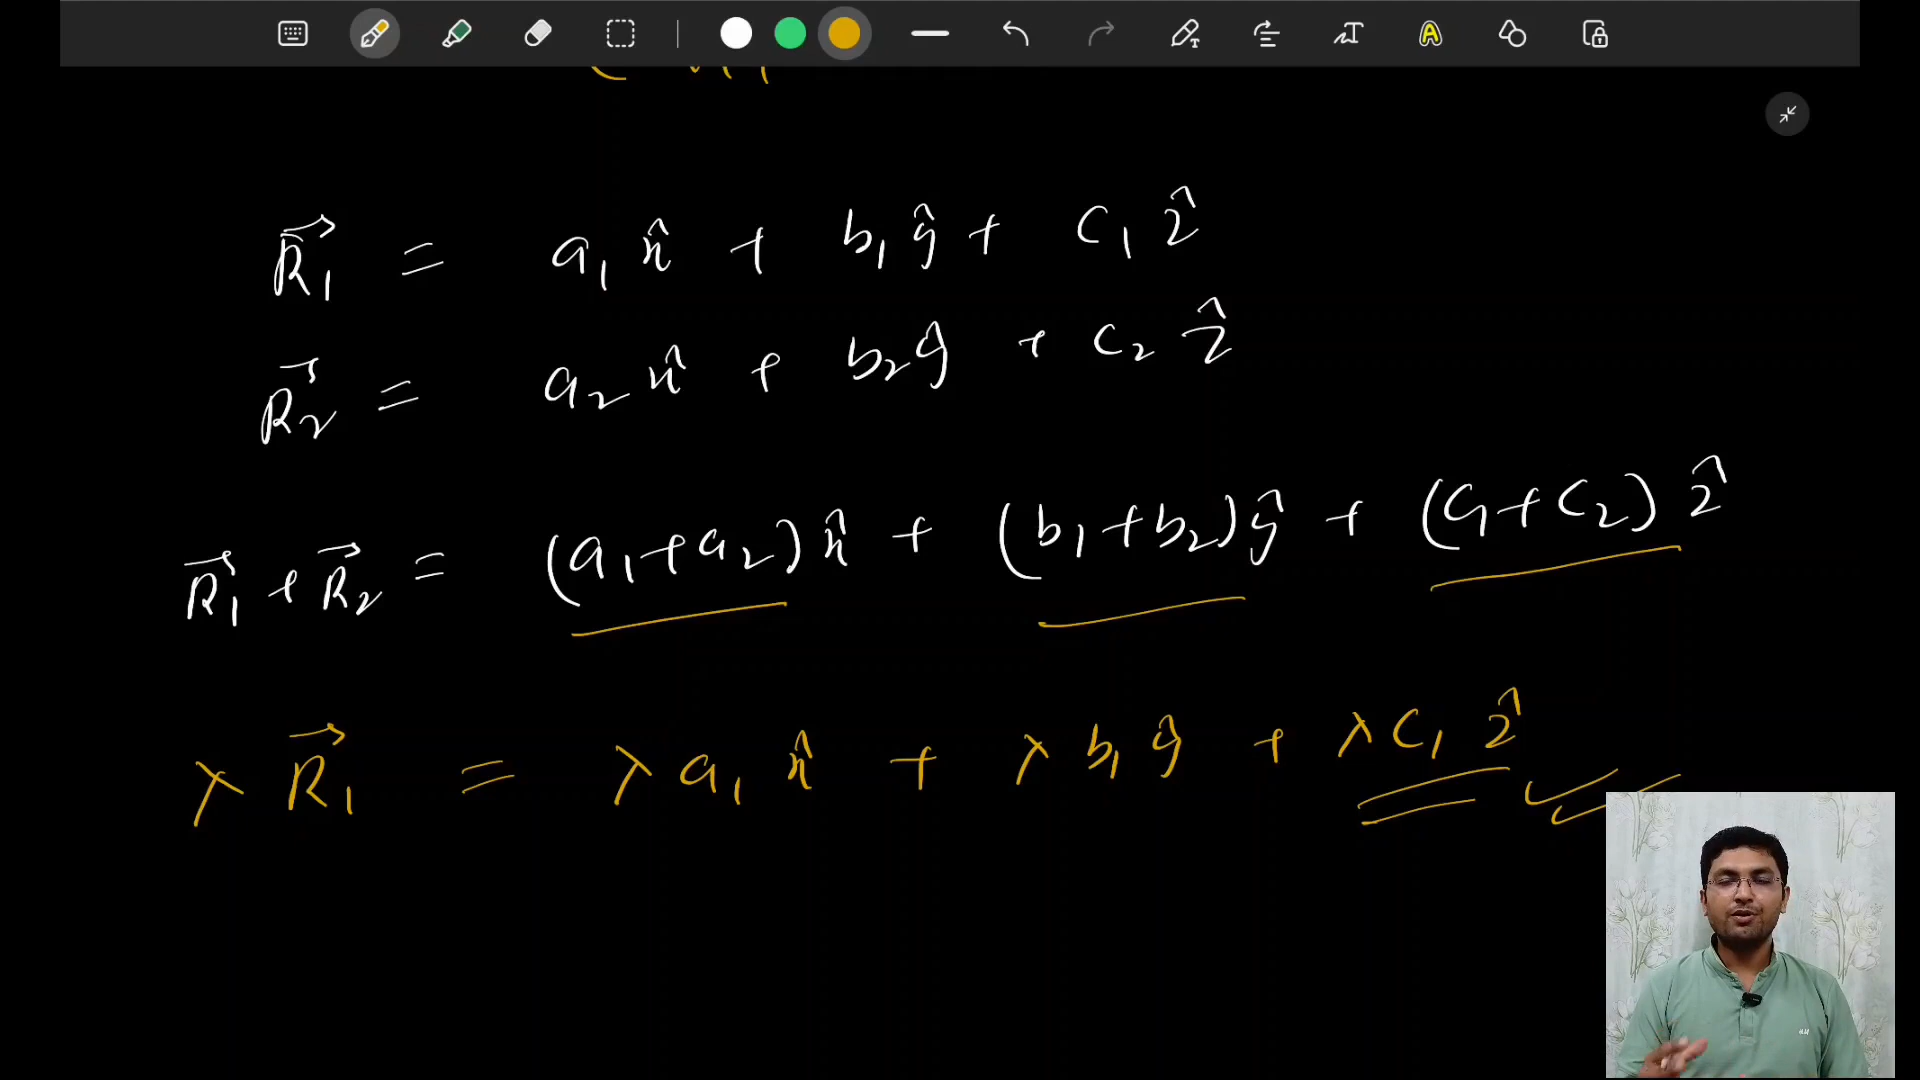 R⃗₁ = a₁ x̂ + b₁ ŷ + c₁ ẑ
R⃗₂ = a₂ x̂ + b₂ ŷ + c₂ ẑ
R⃗₁ + R⃗₂ = (a₁+a₂) x̂ + (b₁+b₂) ŷ + (c₁+c₂) ẑ
λ R⃗₁ = λ a₁ x̂ + λ b₁ ŷ + λ c₁ ẑ